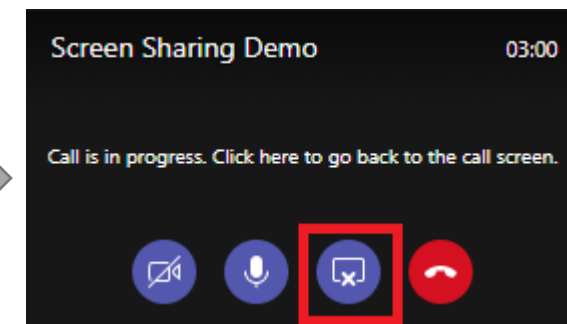 Screen Sharing Demo 03:00
Call is in progress. Click here to go back to the call screen.